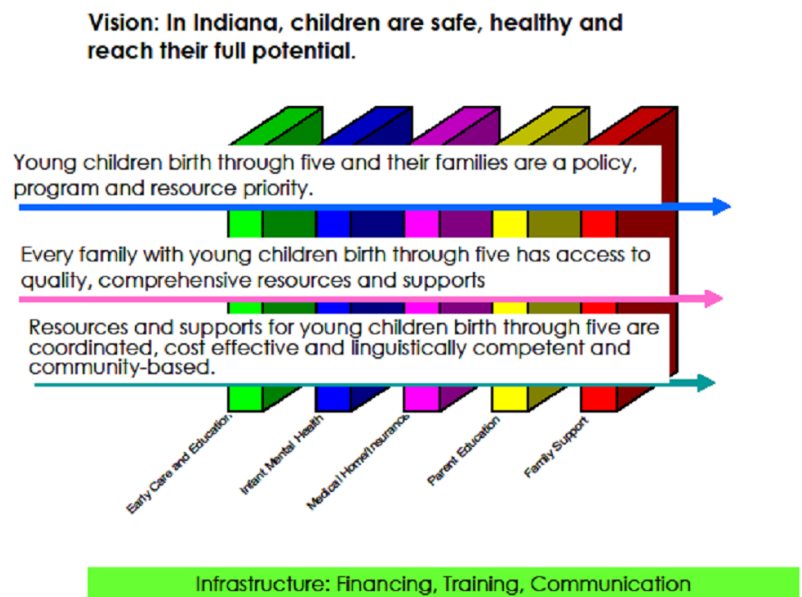 Vision: In Indiana, children are safe, healthy and
reach their full potential.
Young children birth through five and their families are a policy,
program and resource priority.
Every family with young children birth through five has access to
quality, comprehensive resources and supports
Resources and supports for young children birth through five are
coordinated, cost effective and linguistically competent and
community-based.
Early Care and Education
Infant Mental Health
Medical Home/Insurance
Parent Education
Family Support
Infrastructure: Financing, Training, Communication